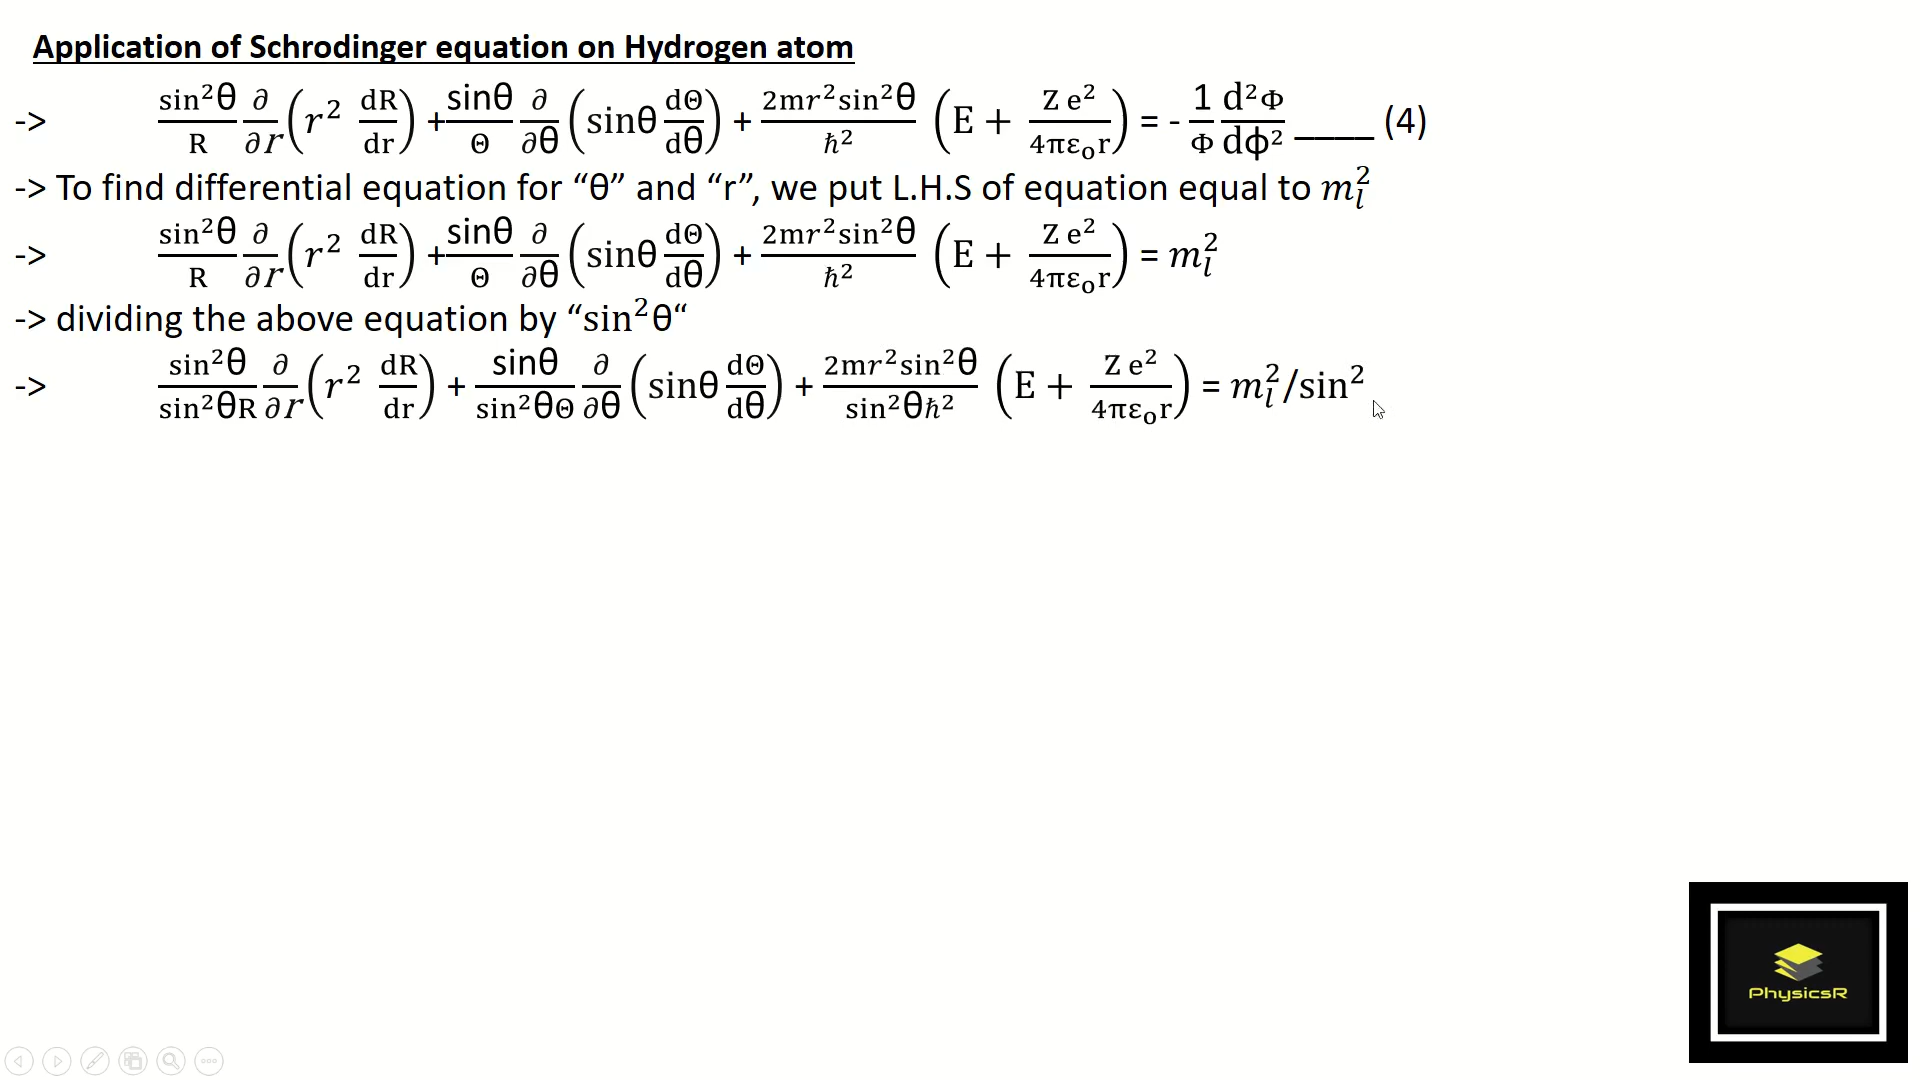 Application of Schrodinger equation on Hydrogen atom
-> sin²θ/R ∂/∂r (r² dR/dr) + sinθ/Θ ∂/∂θ (sinθ dΘ/dθ) + 2mr²sin²θ/ℏ² (E + Z e²/4πε₀r) = - 1/Φ d²Φ/dϕ² ____ (4)
-> To find differential equation for “θ” and “r”, we put L.H.S of equation equal to m_l²
-> sin²θ/R ∂/∂r (r² dR/dr) + sinθ/Θ ∂/∂θ (sinθ dΘ/dθ) + 2mr²sin²θ/ℏ² (E + Z e²/4πε₀r) = m_l²
-> dividing the above equation by “sin²θ“
-> sin²θ/sin²θR ∂/∂r (r² dR/dr) + sinθ/sin²θΘ ∂/∂θ (sinθ dΘ/dθ) + 2mr²sin²θ/sin²θℏ² (E + Z e²/4πε₀r) = m_l²/sin²
PhysicsR